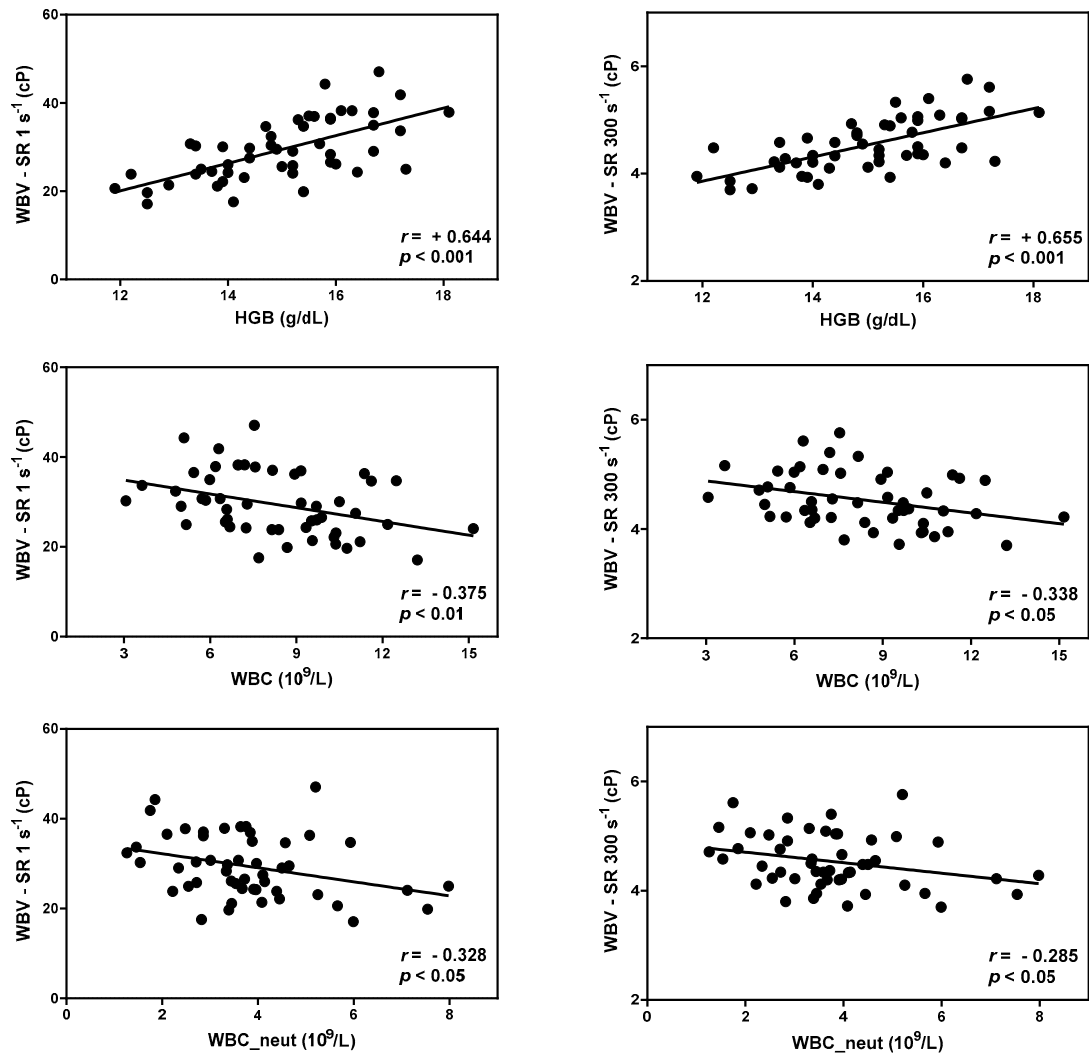 WBV - SR 1 s⁻¹ (cP)
60
40
20
0
12
14
16
18
HGB (g/dL)
r = + 0.644
p < 0.001
WBV - SR 300 s⁻¹ (cP)
6
4
2
12
14
16
18
HGB (g/dL)
r = + 0.655
p < 0.001
WBV - SR 1 s⁻¹ (cP)
60
40
20
0
3
6
9
12
15
WBC (10⁹/L)
r = - 0.375
p < 0.01
WBV - SR 300 s⁻¹ (cP)
6
4
2
3
6
9
12
15
WBC (10⁹/L)
r = - 0.338
p < 0.05
WBV - SR 1 s⁻¹ (cP)
60
40
20
0
0
2
4
6
8
WBC_neut (10⁹/L)
r = - 0.328
p < 0.05
WBV - SR 300 s⁻¹ (cP)
6
4
2
0
2
4
6
8
WBC_neut (10⁹/L)
r = - 0.285
p < 0.05